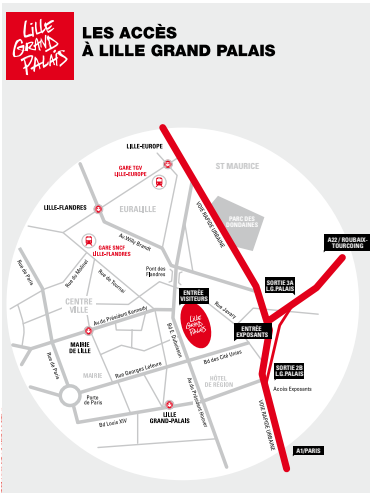 LILLE
GRAND
PALAIS
LES ACCÈS
À LILLE GRAND PALAIS
LILLE-EUROPE
ST MAURICE
GARE TGV
LILLE-EUROPE
LILLE-FLANDRES
EURALILLE
VOIE RAPIDE URBAINE
PARC DES
DONDAINES
Av. Willy Brandt
A22 / ROUBAIX-
TOURCOING
GARE SNCF
LILLE-FLANDRES
Rue de Paris
Rue du Molinel
Rue de Tournai
Pont des
Flandres
SORTIE 3A
L.G.PALAIS
ENTRÉE
VISITEURS
CENTRE
VILLE
Rue Javary
Av. du Président Kennedy
LILLE
GRAND
PALAIS
ENTRÉE
EXPOSANTS
Bd E. Duhuisson
MAIRIE
DE LILLE
Bd des Cité Unies
Rue de Paris
Rue Georges Lefèvre
SORTIE 2B
L.G.PALAIS
MAIRIE
HÔTEL
DE RÉGION
Accès Exposants
Av. du Président Hoover
Porte
de Paris
LILLE
GRAND-PALAIS
VOIE RAPIDE URBAINE
Bd Louis XIV
A1/PARIS